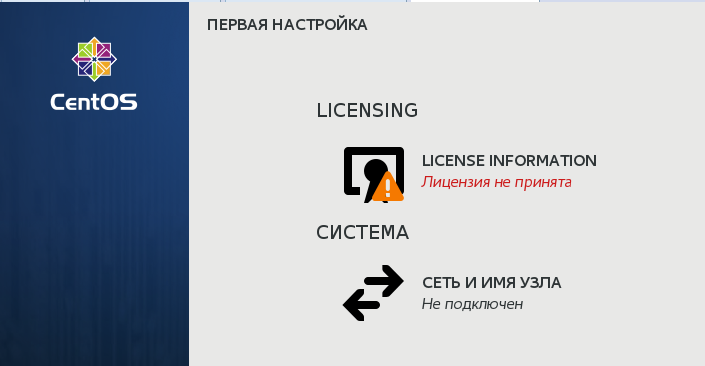 ПЕРВАЯ НАСТРОЙКА
CentOS
LICENSING
LICENSE INFORMATION
Лицензия не принята
СИСТЕМА
СЕТЬ И ИМЯ УЗЛА
Не подключен